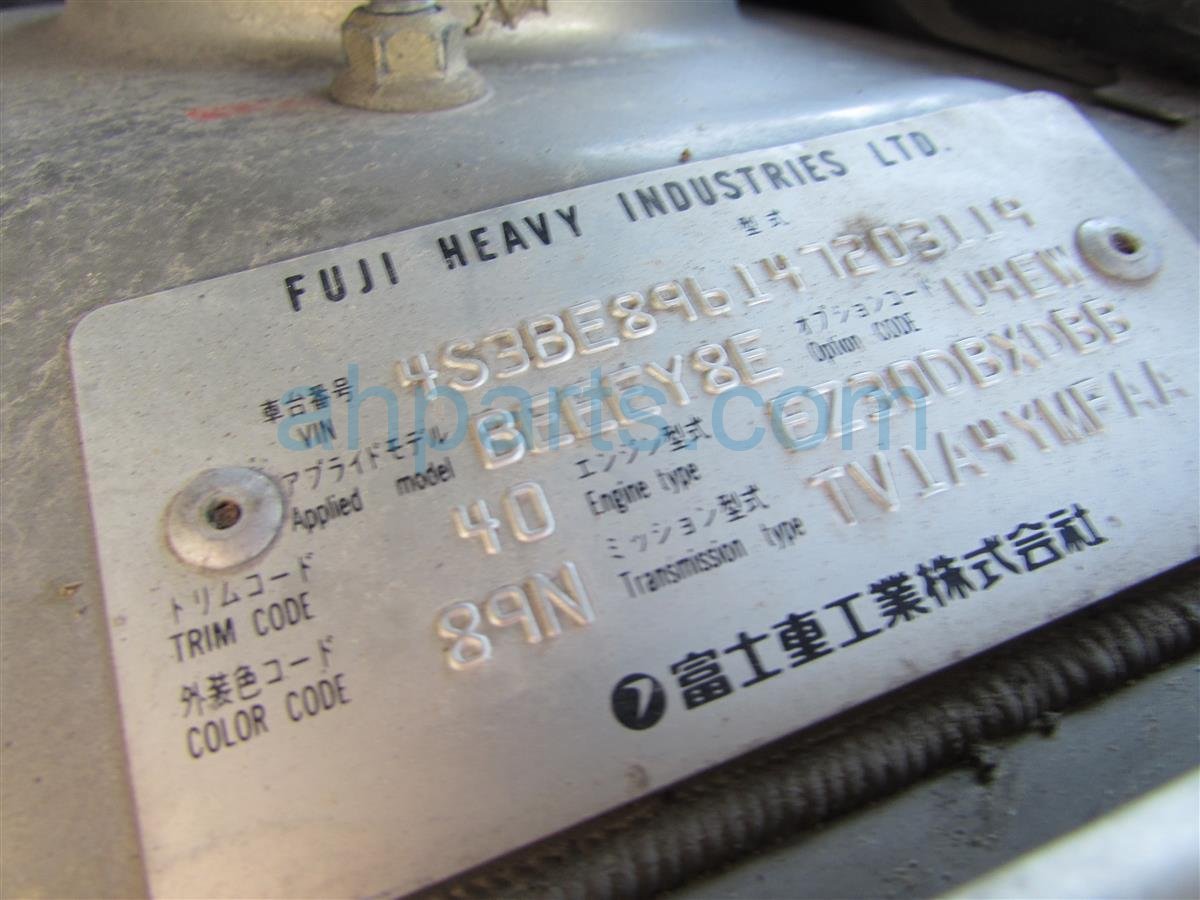 FUJI HEAVY INDUSTRIES LTD.
型式
車台番号 4S3BE896147203119
VIN
アプライドモデル オプションコード U4EW
Applied model Option CODE
トリムコード 40 エンジン型式
TRIM CODE Engine type
外装色コード 89N ミッション型式 TV1A4YMFAA
COLOR CODE Transmission type
富士重工業株式会社
ahparts.com